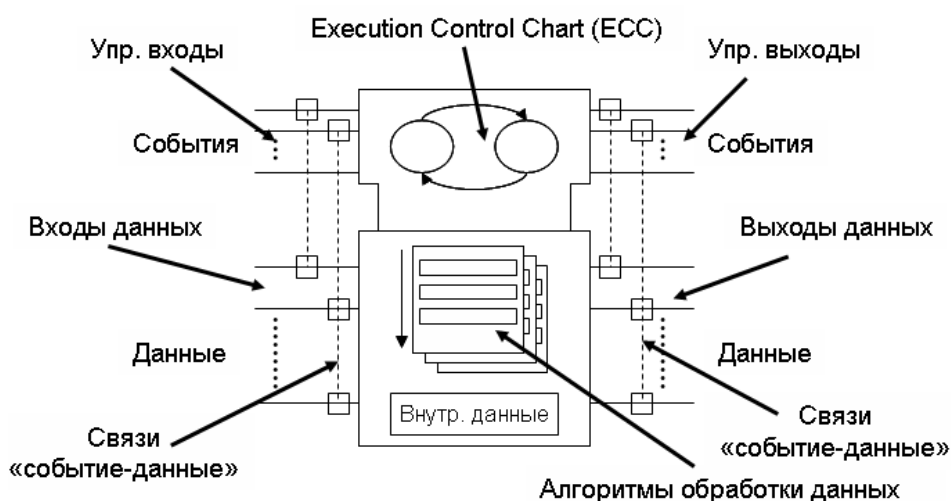 Execution Control Chart (ECC)
Упр. входы
Упр. выходы
События
События
Входы данных
Выходы данных
Данные
Данные
Внутр. данные
Связи
«событие-данные»
Связи
«событие-данные»
Алгоритмы обработки данных